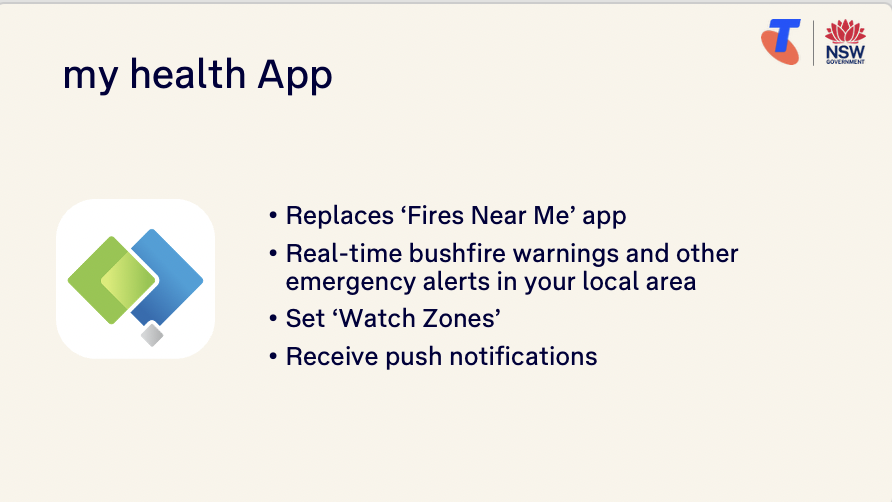 T
NSW
GOVERNMENT
my health App
• Replaces ‘Fires Near Me’ app
• Real-time bushfire warnings and other
emergency alerts in your local area
• Set ‘Watch Zones’
• Receive push notifications